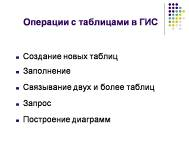 Операции с таблицами в ГИС
Создание новых таблиц
Заполнение
Связывание двух и более таблиц
Запрос
Построение диаграмм